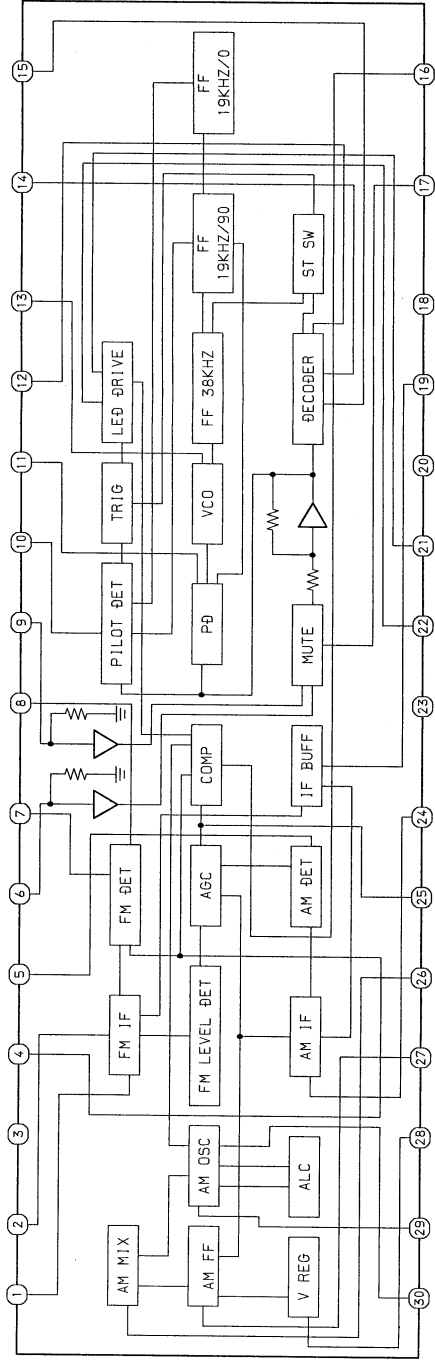 1
2
3
4
5
6
7
8
9
10
11
12
13
14
15
AM MIX
FM IF
FM DET
PILOT DET
TRIG
LED DRIVE
AM FF
AM OSC
FM LEVEL DET
AGC
COMP
PD
VCO
FF 38KHZ
FF
19KHZ/90
FF
19KHZ/0
V REG
ALC
AM IF
AM DET
IF BUFF
MUTE
DECODER
ST SW
30
29
28
27
26
25
24
23
22
21
20
19
18
17
16